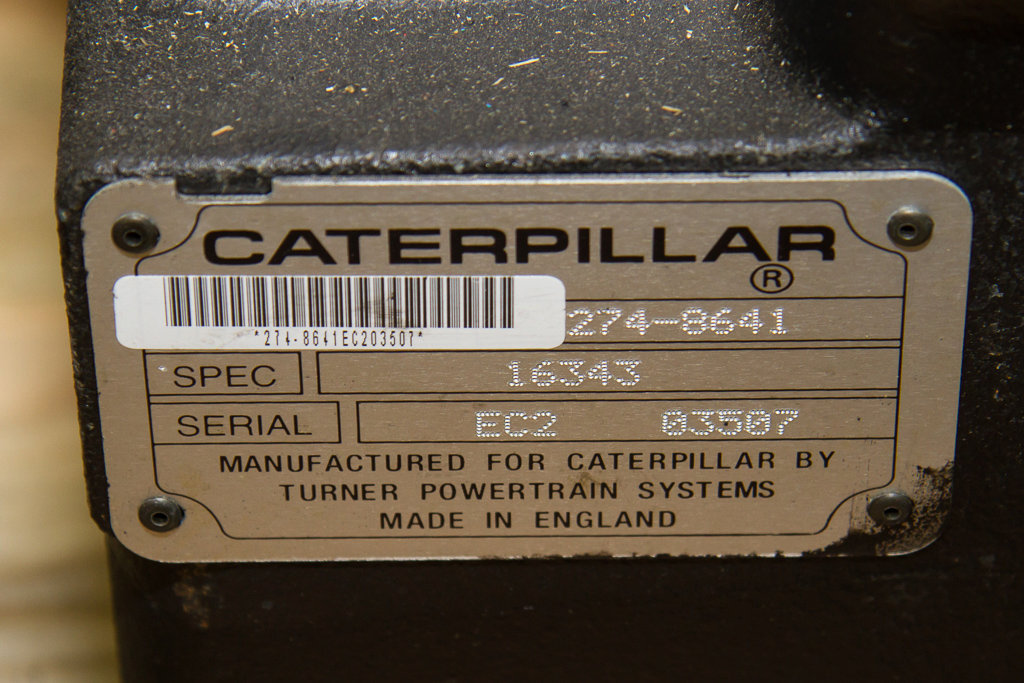 CATERPILLAR
®
*274-8641EC203507*
274-8641
SPEC 16343
SERIAL EC2 03507
MANUFACTURED FOR CATERPILLAR BY
TURNER POWERTRAIN SYSTEMS
MADE IN ENGLAND